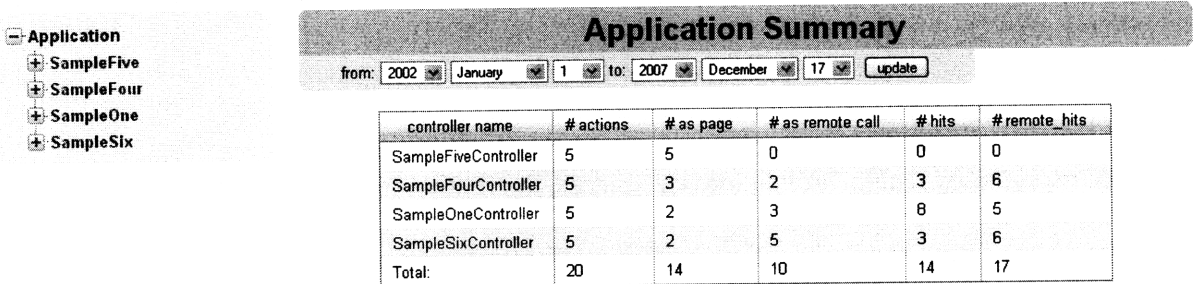 Application
SampleFive
SampleFour
SampleOne
SampleSix
Application Summary
from: 2002 January 1 to: 2007 December 17 update
controller name # actions # as page # as remote call # hits # remote_hits
SampleFiveController 5 5 0 0 0
SampleFourController 5 3 2 3 6
SampleOneController 5 2 3 8 5
SampleSixController 5 2 5 3 6
Total: 20 14 10 14 17